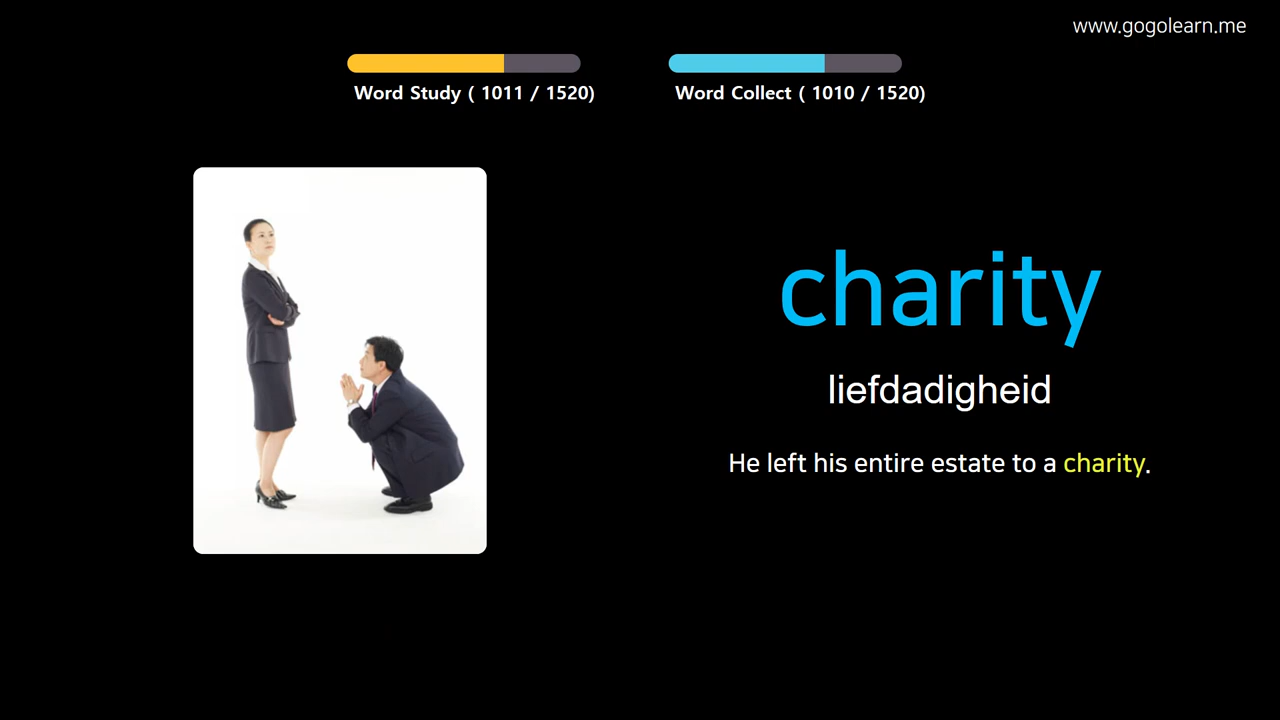 www.gogolearn.me
Word Study ( 1011 / 1520)
Word Collect ( 1010 / 1520)
charity
liefdadigheid
He left his entire estate to a charity.